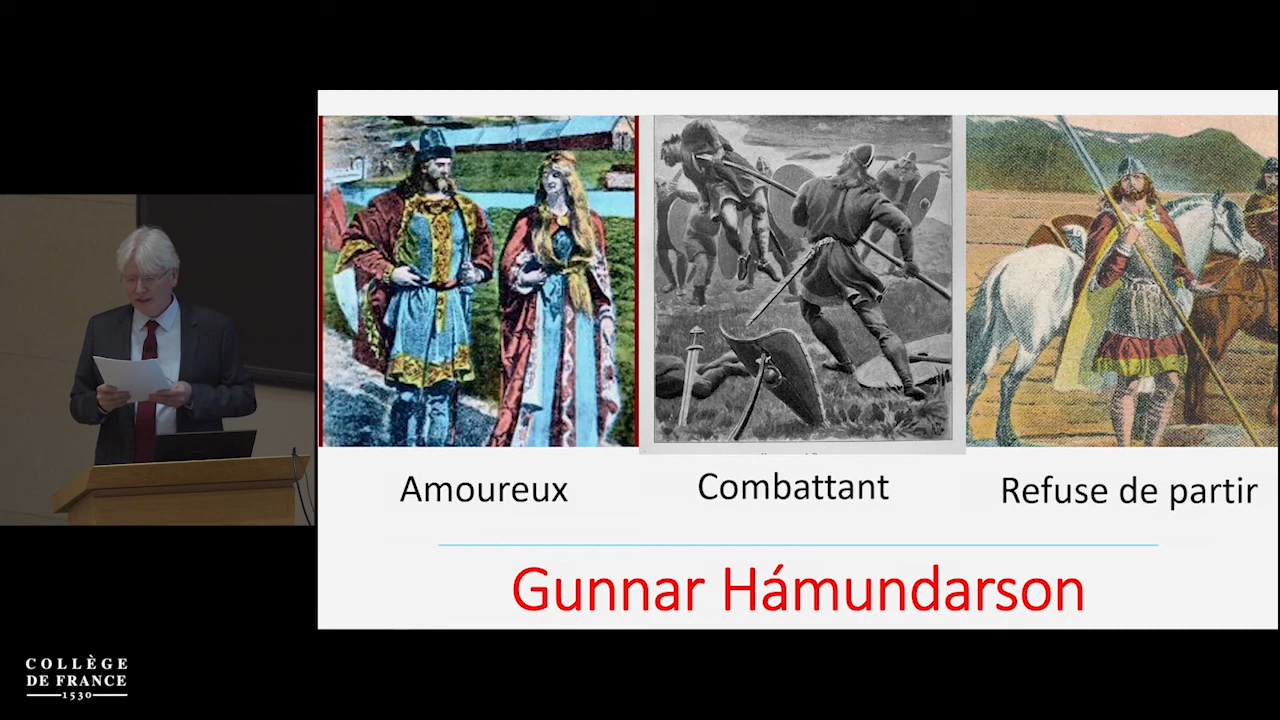 Amoureux
Combattant
Refuse de partir
Gunnar Hámundarson
COLLÈGE
DE FRANCE
1530